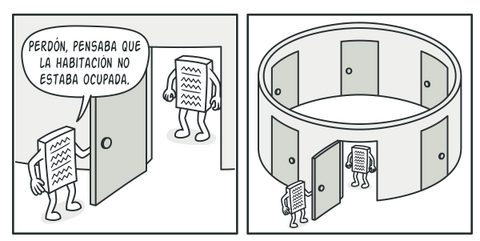 PERDÓN, PENSABA QUE
LA HABITACIÓN NO
ESTABA OCUPADA.